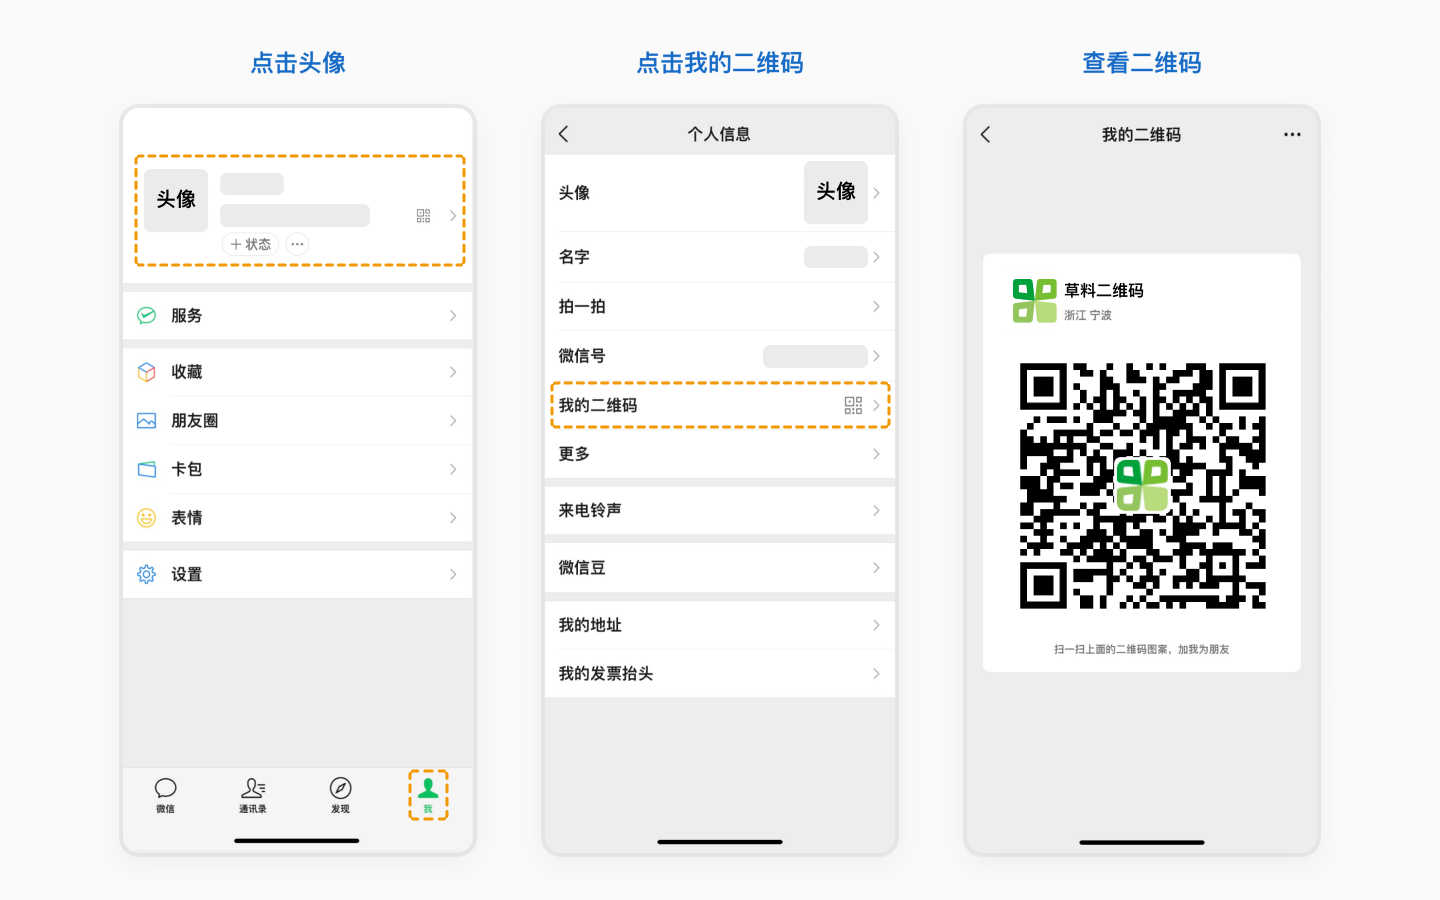 点击头像
头像
状态
服务
收藏
朋友圈
卡包
表情
设置
微信
通讯录
发现
我
点击我的二维码
个人信息
头像
头像
名字
拍一拍
微信号
我的二维码
更多
来电铃声
微信豆
我的地址
我的发票抬头
查看二维码
我的二维码
草料二维码
浙江 宁波
扫一扫上面的二维码图案，加我为朋友